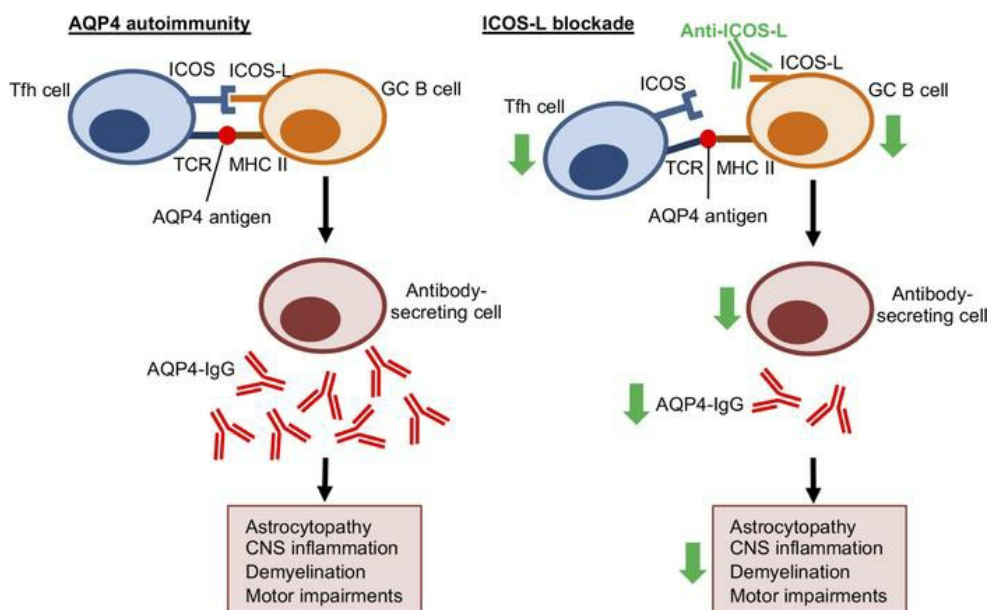 AQP4 autoimmunity
Tfh cell
ICOS
ICOS-L
GC B cell
TCR
MHC II
AQP4 antigen
Antibody-
secreting cell
AQP4-IgG
Astrocytopathy
CNS inflammation
Demyelination
Motor impairments
ICOS-L blockade
Anti-ICOS-L
ICOS-L
ICOS
Tfh cell
GC B cell
TCR
MHC II
AQP4 antigen
Antibody-
secreting cell
AQP4-IgG
Astrocytopathy
CNS inflammation
Demyelination
Motor impairments